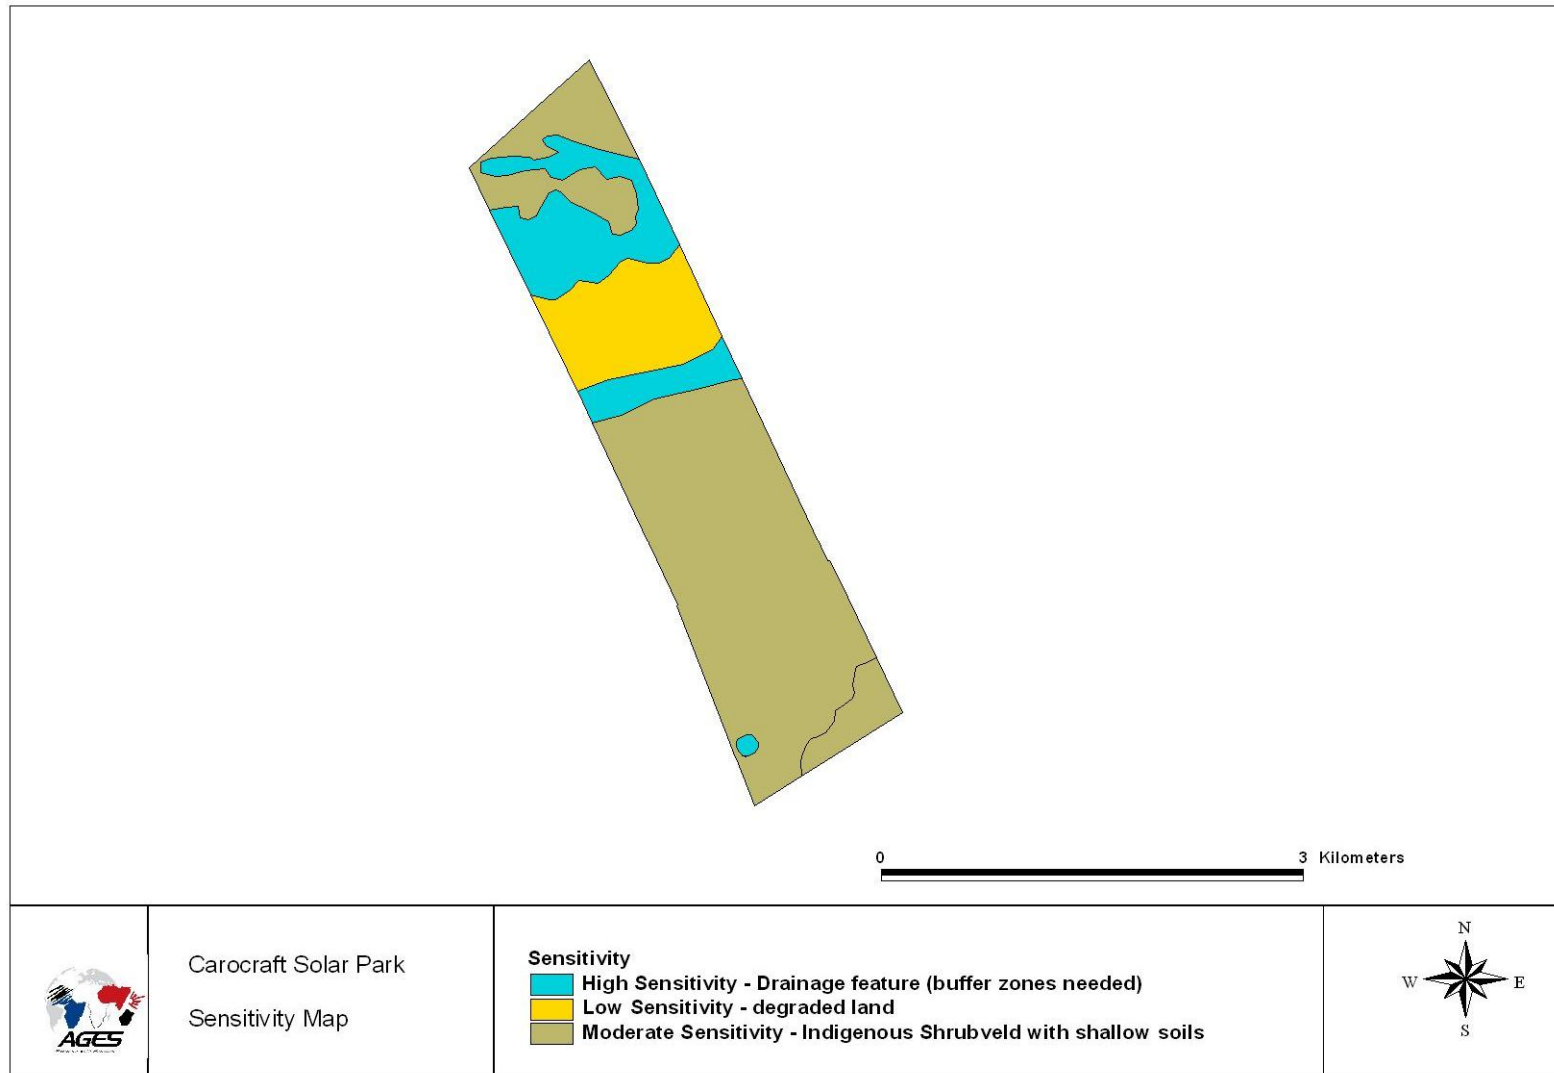 0 3 Kilometers
Carocraft Solar Park
Sensitivity Map
Sensitivity
High Sensitivity - Drainage feature (buffer zones needed)
Low Sensitivity - degraded land
Moderate Sensitivity - Indigenous Shrubveld with shallow soils
N
W E
S
AGES